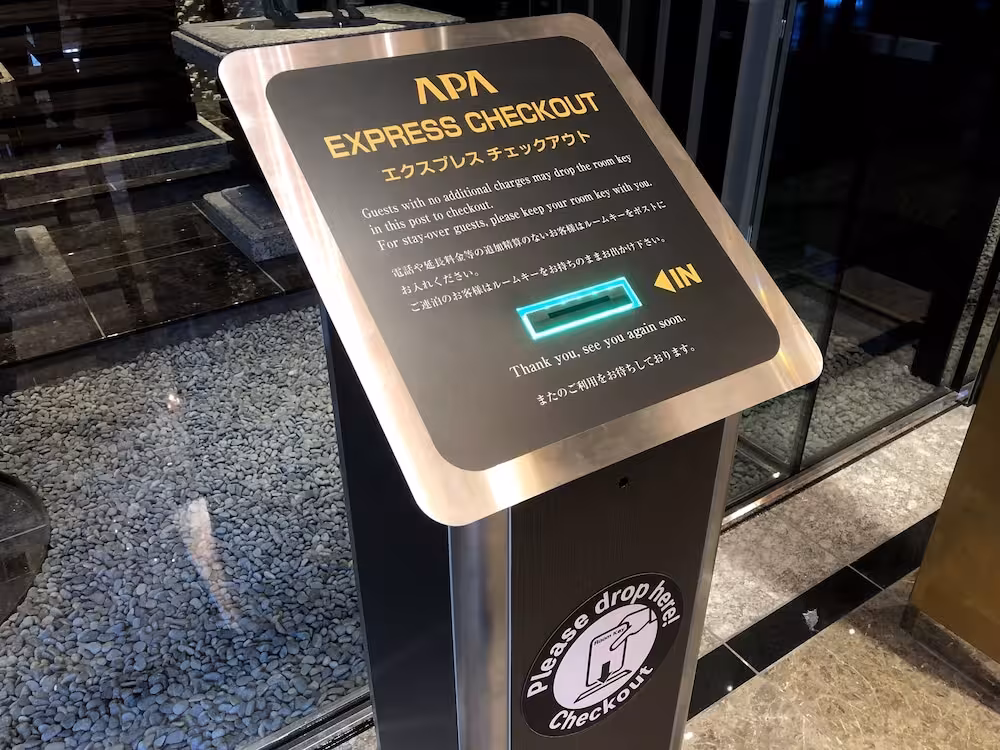 APA
EXPRESS CHECKOUT
エクスプレス チェックアウト
Guests with no additional charges may drop the room key
in this post to checkout.
For stay-over guests, please keep your room key with you.
電話や延長料金等の追加精算のないお客様はルームキーをポストに
お入れください。
ご連泊のお客様はルームキーをお持ちのままお出かけ下さい。
◀IN
Thank you, see you again soon.
またのご利用をお待ちしております。
Please drop here!
Room Key
Checkout